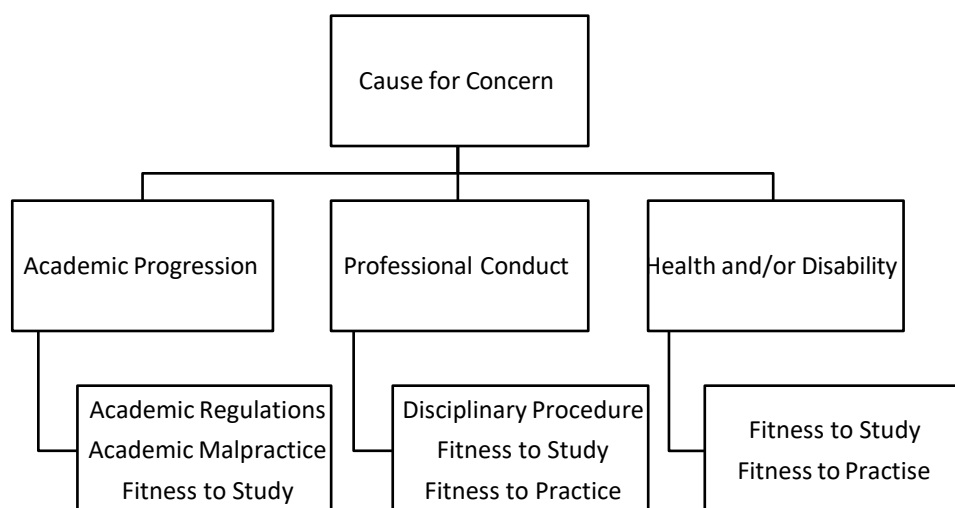 Cause for Concern
Academic Progression
Professional Conduct
Health and/or Disability
Academic Regulations
Academic Malpractice
Fitness to Study
Disciplinary Procedure
Fitness to Study
Fitness to Practice
Fitness to Study
Fitness to Practise